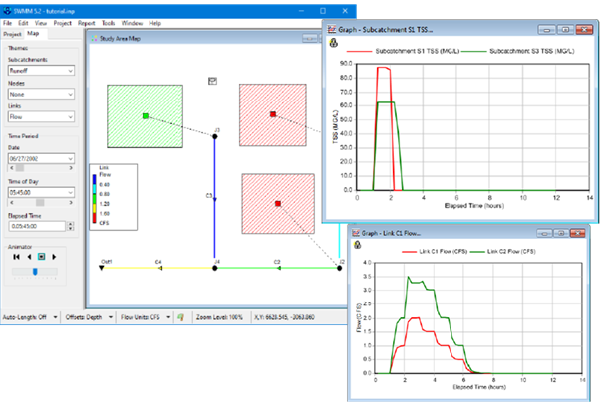 SWMM 5.2 - tutorial.inp
File Edit View Project Report Tools Window Help
Project Map
Themes
Subcatchments
Runoff
Nodes
None
Links
Flow
Time Period
Date
06/27/2002
Time of Day
05:45:00
Elapsed Time
0.05:45:00
Animator
Study Area Map
J3
C3
Link
Flow
0.40
0.80
1.20
1.60
CFS
Out1
C4
J4
C2
J2
Auto-Length: Off
Offsets: Depth
Flow Units: CFS
Zoom Level: 100%
X,Y: 6623.545, -3063.060
Graph - Subcatchment S1 TSS...
Subcatchment S1 TSS (MG/L)
Subcatchment S3 TSS (MG/L)
TSS (MG/L)
90.0
80.0
70.0
60.0
50.0
40.0
30.0
20.0
10.0
0.0
0 2 4 6 8 10 12 14
Elapsed Time (hours)
Graph - Link C1 Flow...
Link C1 Flow (CFS)
Link C2 Flow (CFS)
Flow (CFS)
4.0
3.5
3.0
2.5
2.0
1.5
1.0
0.5
0.0
0 2 4 6 8 10 12 14
Elapsed Time (hours)